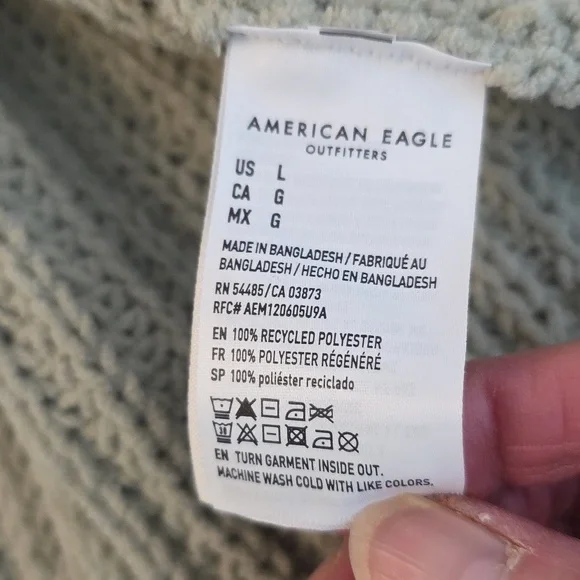 AMERICAN EAGLE
OUTFITTERS
US L
CA G
MX G
MADE IN BANGLADESH / FABRIQUÉ AU
BANGLADESH / HECHO EN BANGLADESH
RN 54485/CA 03873
RFC# AEM120605U9A
EN 100% RECYCLED POLYESTER
FR 100% POLYESTER RÉGÉNÉRÉ
SP 100% poliéster reciclado
EN TURN GARMENT INSIDE OUT.
MACHINE WASH COLD WITH LIKE COLORS.